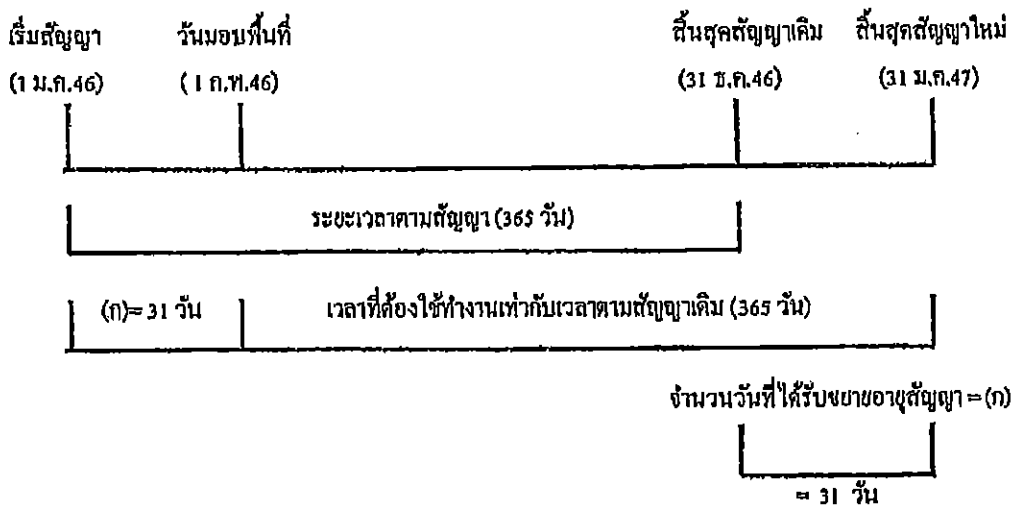 เริ่มสัญญา วันมอบพื้นที่ สิ้นสุดสัญญาเดิม สิ้นสุดสัญญาใหม่
(1 ม.ค.46) (1 ก.พ.46) (31 ธ.ค.46) (31 ม.ค.47)
ระยะเวลาตามสัญญา (365 วัน)
(ก)= 31 วัน เวลาที่ต้องใช้ทำงานเท่ากับเวลาตามสัญญาเดิม (365 วัน)
จำนวนวันที่ได้รับขยายอายุสัญญา = (ก)
= 31 วัน